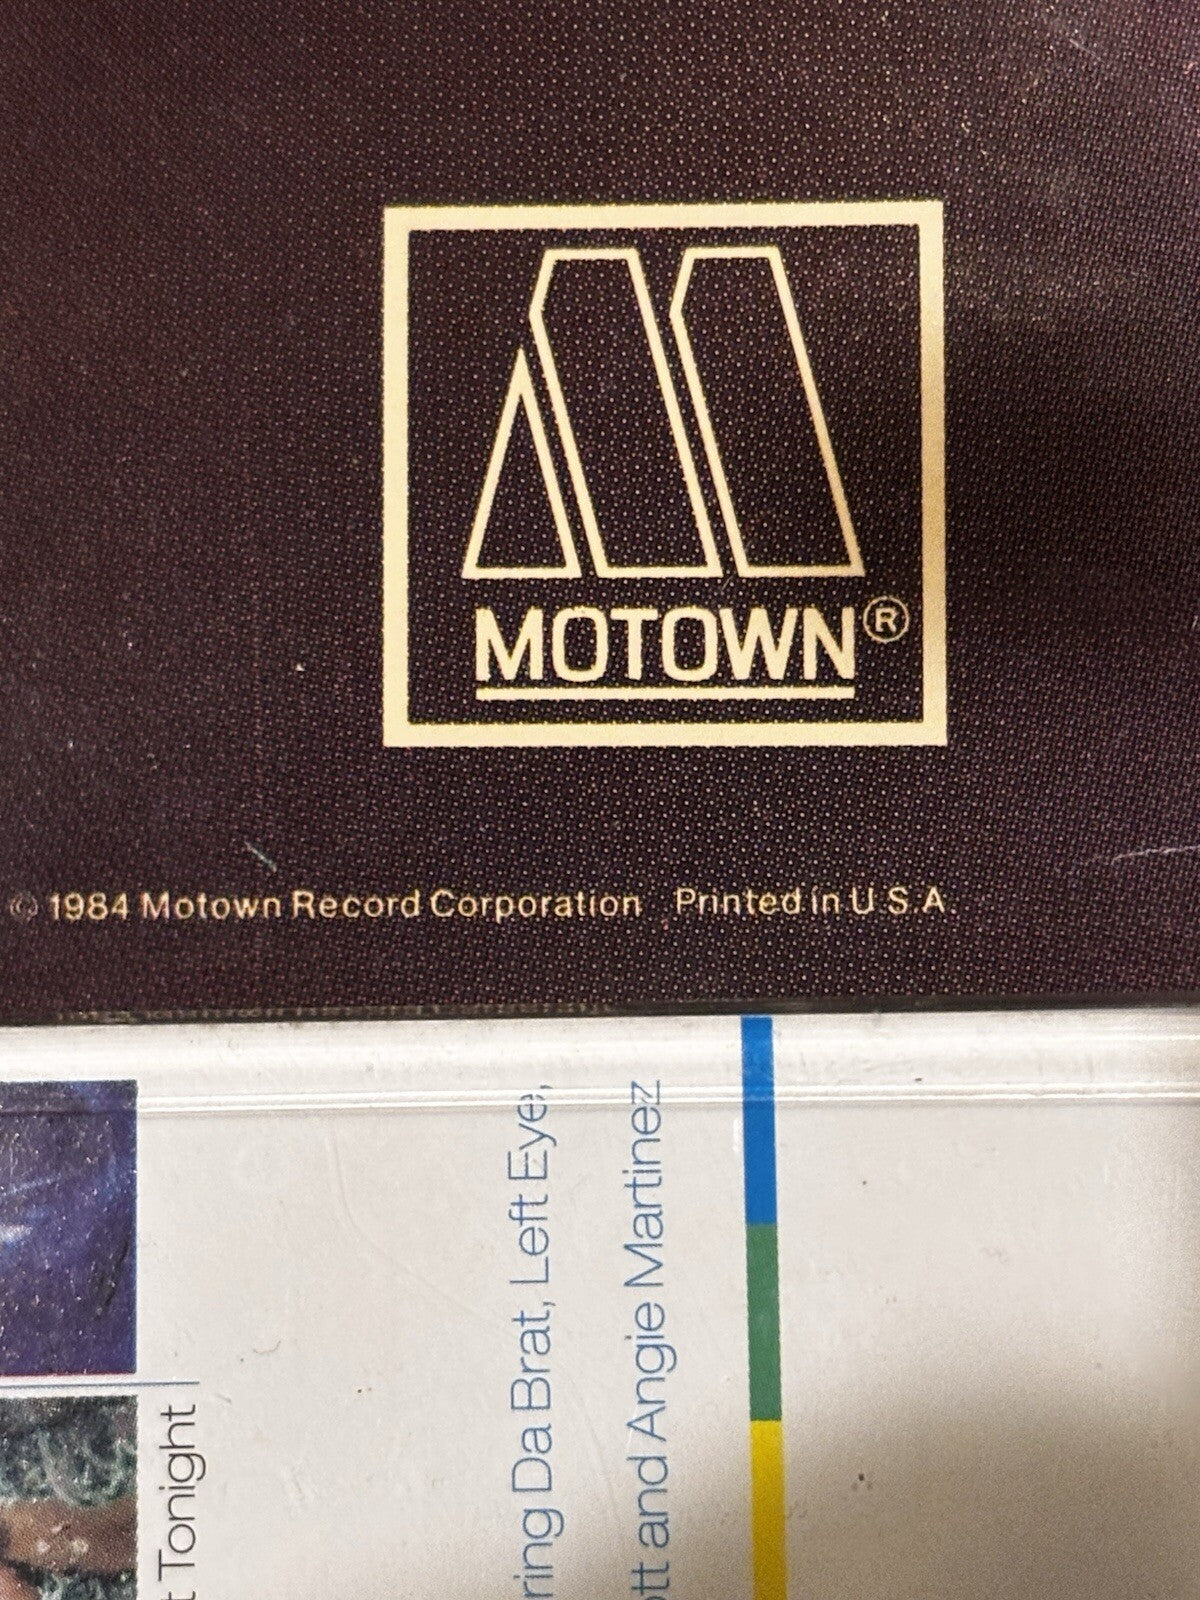 MOTOWN®
© 1984 Motown Record Corporation Printed in U.S.A.
Tonight
Da Brat, Left Eye,
and Angie Martinez